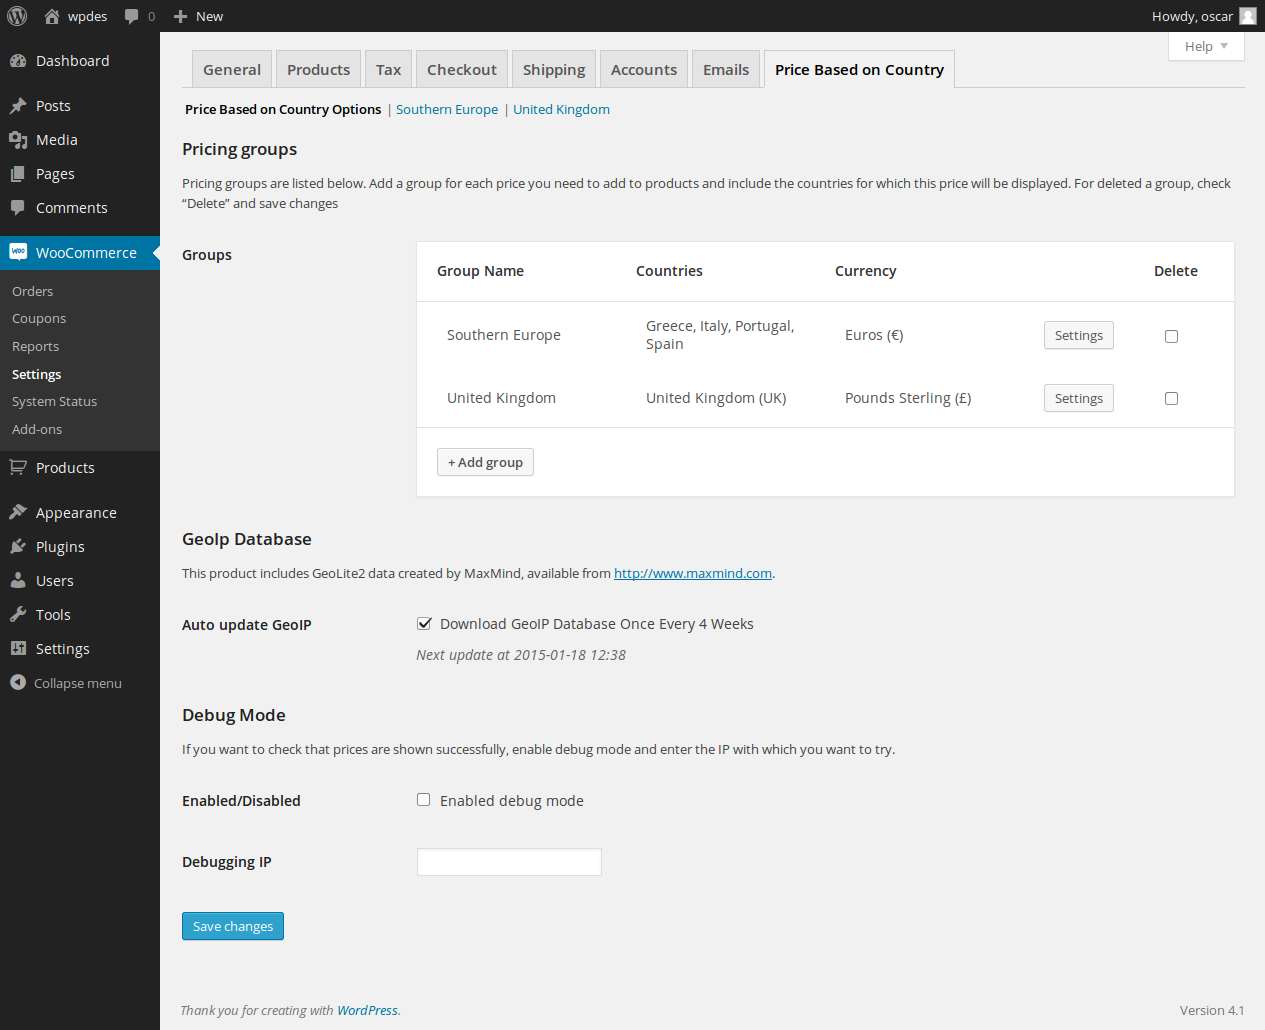 wpdes 0 New Howdy, oscar
Help
Dashboard
Posts
Media
Pages
Comments
WooCommerce
Orders
Coupons
Reports
Settings
System Status
Add-ons
Products
Appearance
Plugins
Users
Tools
Settings
Collapse menu
General Products Tax Checkout Shipping Accounts Emails Price Based on Country
Price Based on Country Options | Southern Europe | United Kingdom
Pricing groups
Pricing groups are listed below. Add a group for each price you need to add to products and include the countries for which this price will be displayed. For deleted a group, check
“Delete” and save changes
Groups
Group Name Countries Currency Delete
Southern Europe Greece, Italy, Portugal,
Spain Euros (€) Settings
United Kingdom United Kingdom (UK) Pounds Sterling (£) Settings
+ Add group
GeoIp Database
This product includes GeoLite2 data created by MaxMind, available from http://www.maxmind.com.
Auto update GeoIP Download GeoIP Database Once Every 4 Weeks
Next update at 2015-01-18 12:38
Debug Mode
If you want to check that prices are shown successfully, enable debug mode and enter the IP with which you want to try.
Enabled/Disabled Enabled debug mode
Debugging IP
Save changes
Thank you for creating with WordPress. Version 4.1